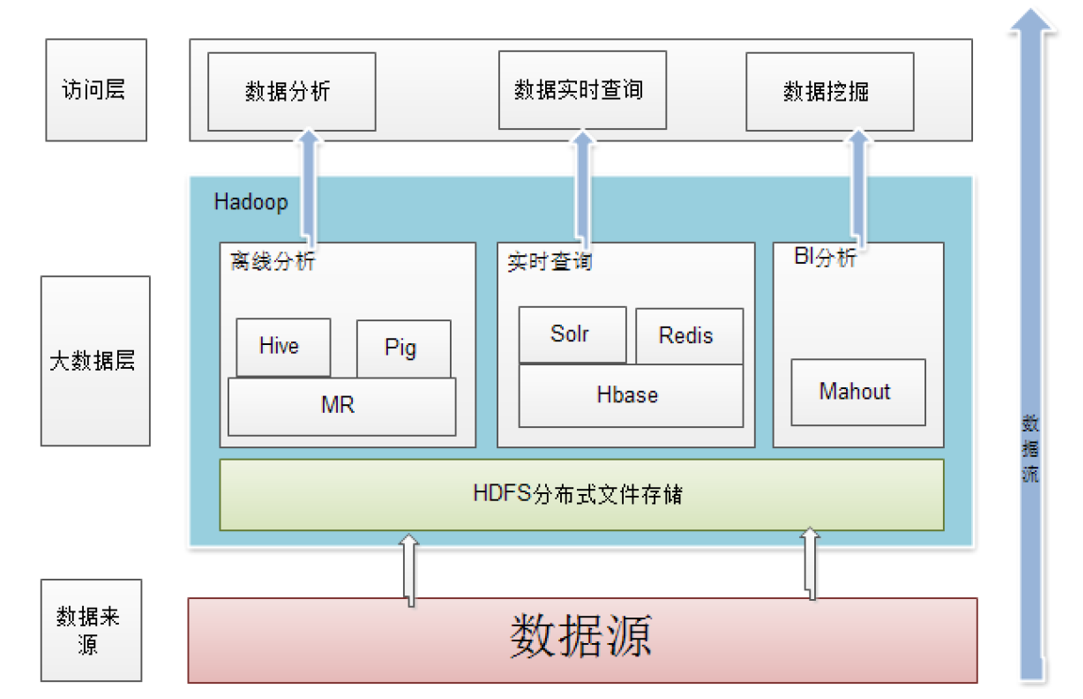 访问层
数据分析
数据实时查询
数据挖掘
Hadoop
离线分析
实时查询
BI分析
Hive
Pig
MR
Solr
Redis
Hbase
Mahout
大数据层
HDFS分布式文件存储
数据来
源
数据源
数
据
流